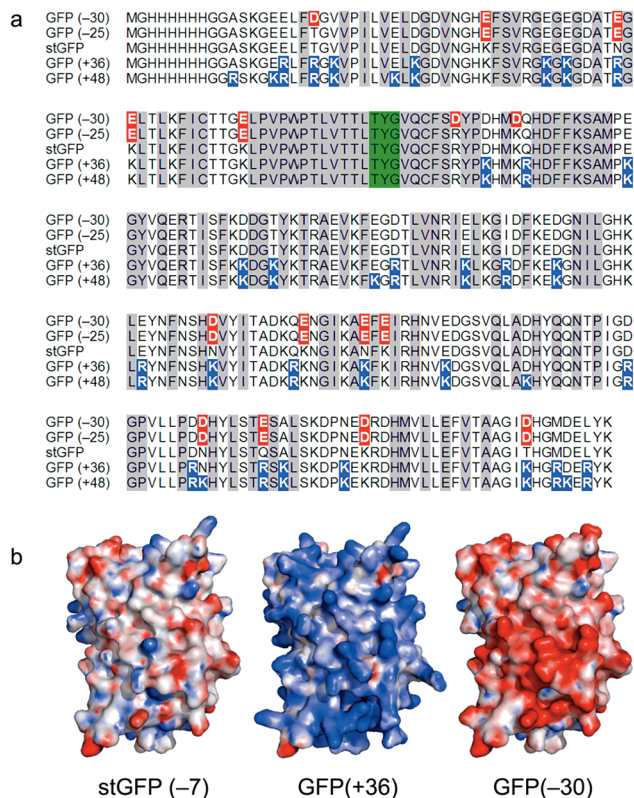 a
GFP (−30) MGHHHHHHGGASKGEELFDGVVPILVELDGDVNGHEFSVRGEGEGDATEG
GFP (−25) MGHHHHHHGGASKGEELFTGVVPILVELDGDVNGHEFSVRGEGEGDATEG
stGFP MGHHHHHHGGASKGEELFTGVVPILVELDGDVNGHKFSVRGEGEGDATNG
GFP (+36) MGHHHHHHGGASKGERLFRGKVPILVELKGDVNGHKFSVRGKGKGDATRG
GFP (+48) MGHHHHHHGGRSKGKRLFRGKVPILVKLKGDVNGHKFSVRGKGKGDATRG
GFP (−30) ELTLKFICTTGELPVPWPTLVTTLTYGVQCFSDYPDHMDQHDFFKSAMPE
GFP (−25) ELTLKFICTTGELPVPWPTLVTTLTYGVQCFSRYPDHMKQHDFFKSAMPE
stGFP KLTLKFICTTGKLPVPWPTLVTTLTYGVQCFSRYPDHMKQHDFFKSAMPE
GFP (+36) KLTLKFICTTGKLPVPWPTLVTTLTYGVQCFSRYPKHMKRHDFFKSAMPK
GFP (+48) KLTLKFICTTGKLPVPWPTLVTTLTYGVQCFSRYPKHMKRHDFFKSAMPK
GFP (−30) GYVQERTISFKDDGTYKTRAEVKFEGDTLVNRIELKGIDFKEDGNILGHK
GFP (−25) GYVQERTISFKDDGTYKTRAEVKFEGDTLVNRIELKGIDFKEDGNILGHK
stGFP GYVQERTISFKDDGTYKTRAEVKFEGDTLVNRIELKGIDFKEDGNILGHK
GFP (+36) GYVQERTISFKKDGKYKTRAEVKFEGRTLVNRIKLKGRDFKEKGNILGHK
GFP (+48) GYVQERTISFKKDGKYKTRAEVKFKGRTLVNRIKLKGRDFKEKGNILGHK
GFP (−30) LEYNFNSHDVYITADKQENGIKAEFEIRHNVEDGSVQLADHYQQNTPIGD
GFP (−25) LEYNFNSHDVYITADKQENGIKAEFEIRHNVEDGSVQLADHYQQNTPIGD
stGFP LEYNFNSHNVYITADKQKNGIKANFKIRHNVEDGSVQLADHYQQNTPIGD
GFP (+36) LRYNFNSHKVYITADKRKNGIKAKFKIRHNVKDGSVQLADHYQQNTPIGR
GFP (+48) LRYNFNSHKVYITADKRKNGIKAKFKIRHNVKDGSVQLAKHYQQNTPIGR
GFP (−30) GPVLLPDDHYLSTESALSKDPNEDRDHMVLLEFVTAAGIDHGMDELYK
GFP (−25) GPVLLPDDHYLSTESALSKDPNEDRDHMVLLEFVTAAGIDHGMDELYK
stGFP GPVLLPDNHYLSTQSALSKDPNEKRDHMVLLEFVTAAGITHGMDELYK
GFP (+36) GPVLLPRNHYLSTRSKLSKDPKEKRDHMVLLEFVTAAGIKHGRDERYK
GFP (+48) GPVLLPRKHYLSTRSKLSKDPKEKRDHMVLLEFVTAAGIKHGRKERYK
b
stGFP (−7) GFP(+36) GFP(−30)